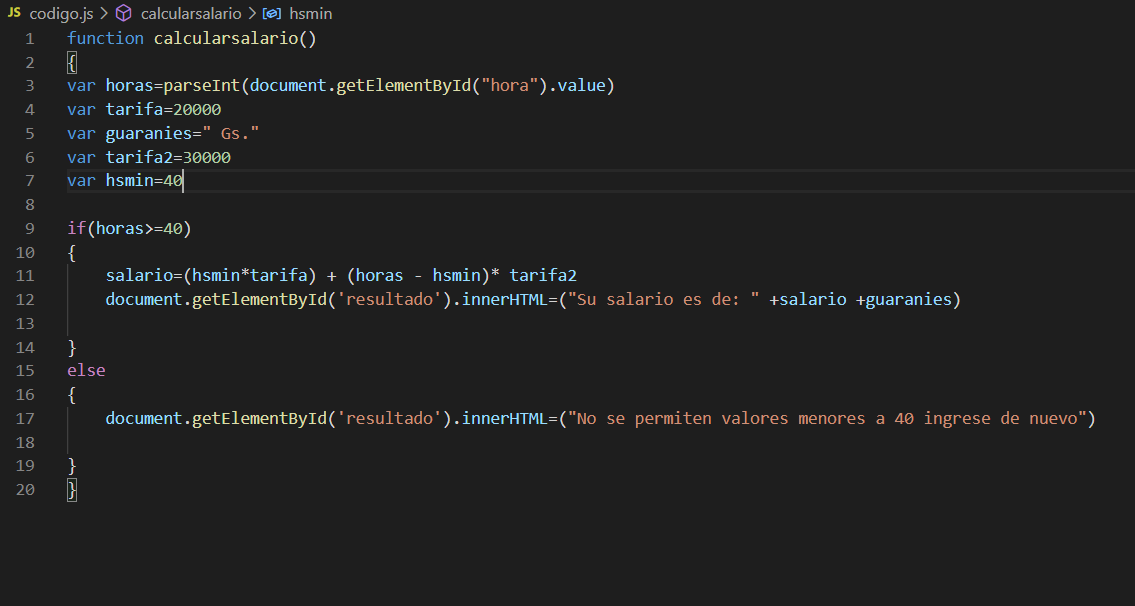 JS codigo.js > calcularsalario > hsmin
1 function calcularsalario()
2 {
3 var horas=parseInt(document.getElementById("hora").value)
4 var tarifa=20000
5 var guaranies=" Gs."
6 var tarifa2=30000
7 var hsmin=40
8
9 if(horas>=40)
10 {
11 salario=(hsmin*tarifa) + (horas - hsmin)* tarifa2
12 document.getElementById('resultado').innerHTML=("Su salario es de: " +salario +guaranies)
13
14 }
15 else
16 {
17 document.getElementById('resultado').innerHTML=("No se permiten valores menores a 40 ingrese de nuevo")
18
19 }
20 }